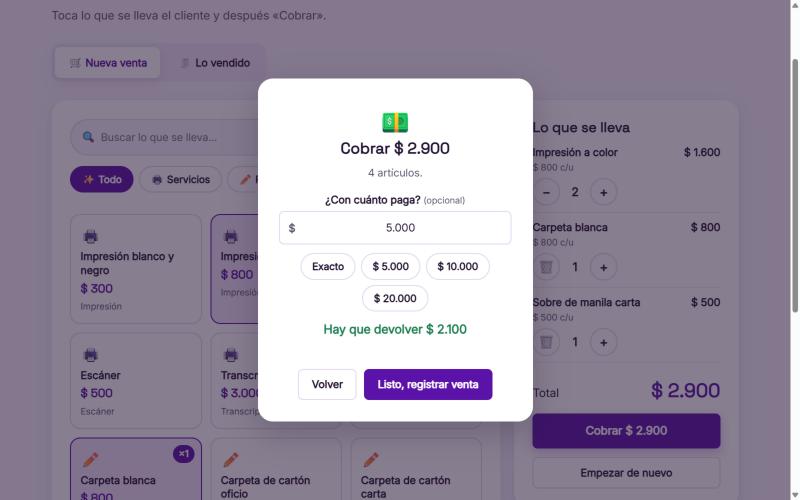 Toca lo que se lleva el cliente y después «Cobrar».
Nueva venta
Lo vendido
Buscar lo que se lleva...
Todo
Servicios
Impresión blanco y
negro
$ 300
Impresión
$ 800
Escáner
$ 500
Escáner
$ 3.000
×1
Carpeta blanca
$ 800
Carpeta de cartón
oficio
Carpeta de cartón
carta
Cobrar $ 2.900
4 artículos.
¿Con cuánto paga? (opcional)
$ 5.000
Exacto
$ 5.000
$ 10.000
$ 20.000
Hay que devolver $ 2.100
Volver
Listo, registrar venta
Lo que se lleva
Impresión a color
$ 1.600
$ 800 c/u
− 2 +
Carpeta blanca
$ 800
$ 800 c/u
1 +
Sobre de manila carta
$ 500
$ 500 c/u
1 +
Total
$ 2.900
Cobrar $ 2.900
Empezar de nuevo